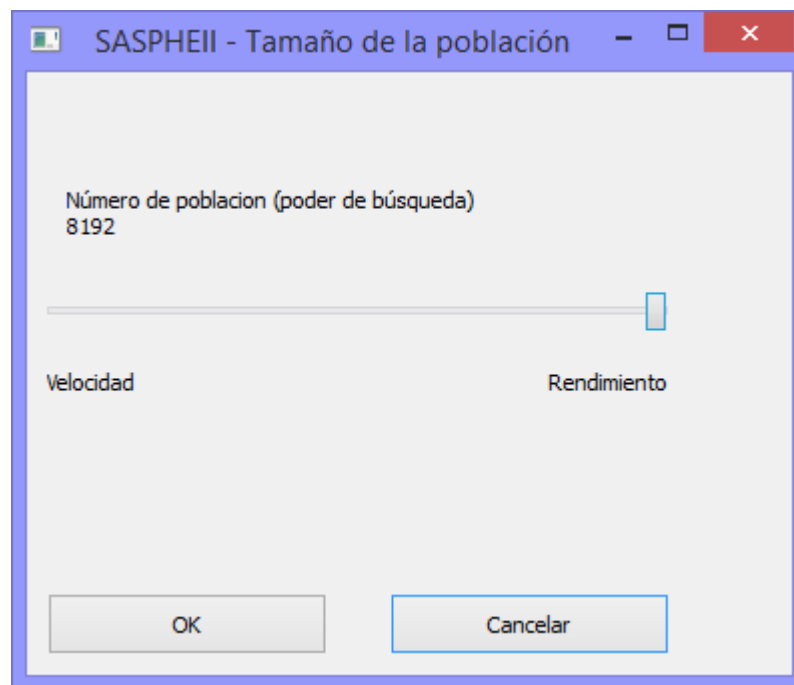 SASPHEII - Tamaño de la población
Número de poblacion (poder de búsqueda)
8192
Velocidad Rendimiento
OK Cancelar